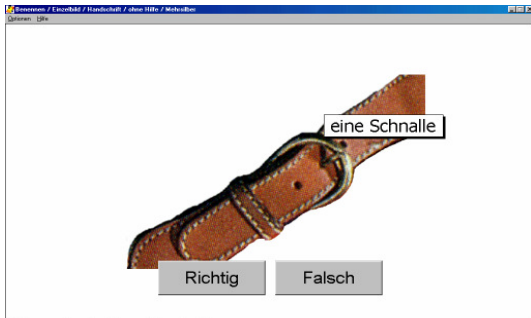 Benennen / Einzelbild / Handschrift / ohne Hilfe / Mehrsilber
Optionen Hilfe
eine Schnalle
Richtig Falsch